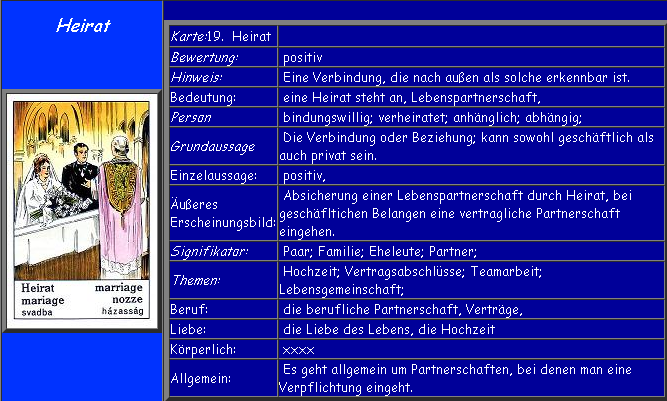 Heirat
Heirat marriage
mariage nozze
svadba házasság
Karte:19. Heirat
Bewertung: positiv
Hinweis: Eine Verbindung, die nach außen als solche erkennbar ist.
Bedeutung: eine Heirat steht an, Lebenspartnerschaft,
Person bindungswillig; verheiratet; anhänglich; abhängig;
Grundaussage Die Verbindung oder Beziehung; kann sowohl geschäftlich als
auch privat sein.
Einzelaussage: positiv,
Äußeres
Erscheinungsbild: Absicherung einer Lebenspartnerschaft durch Heirat, bei
geschäfltichen Belangen eine vertragliche Partnerschaft
eingehen.
Signifikator: Paar; Familie; Eheleute; Partner;
Themen: Hochzeit; Vertragsabschlüsse; Teamarbeit;
Lebensgemeinschaft;
Beruf: die berufliche Partnerschaft, Verträge,
Liebe: die Liebe des Lebens, die Hochzeit
Körperlich: xxxx
Allgemein: Es geht allgemein um Partnerschaften, bei denen man eine
Verpflichtung eingeht.